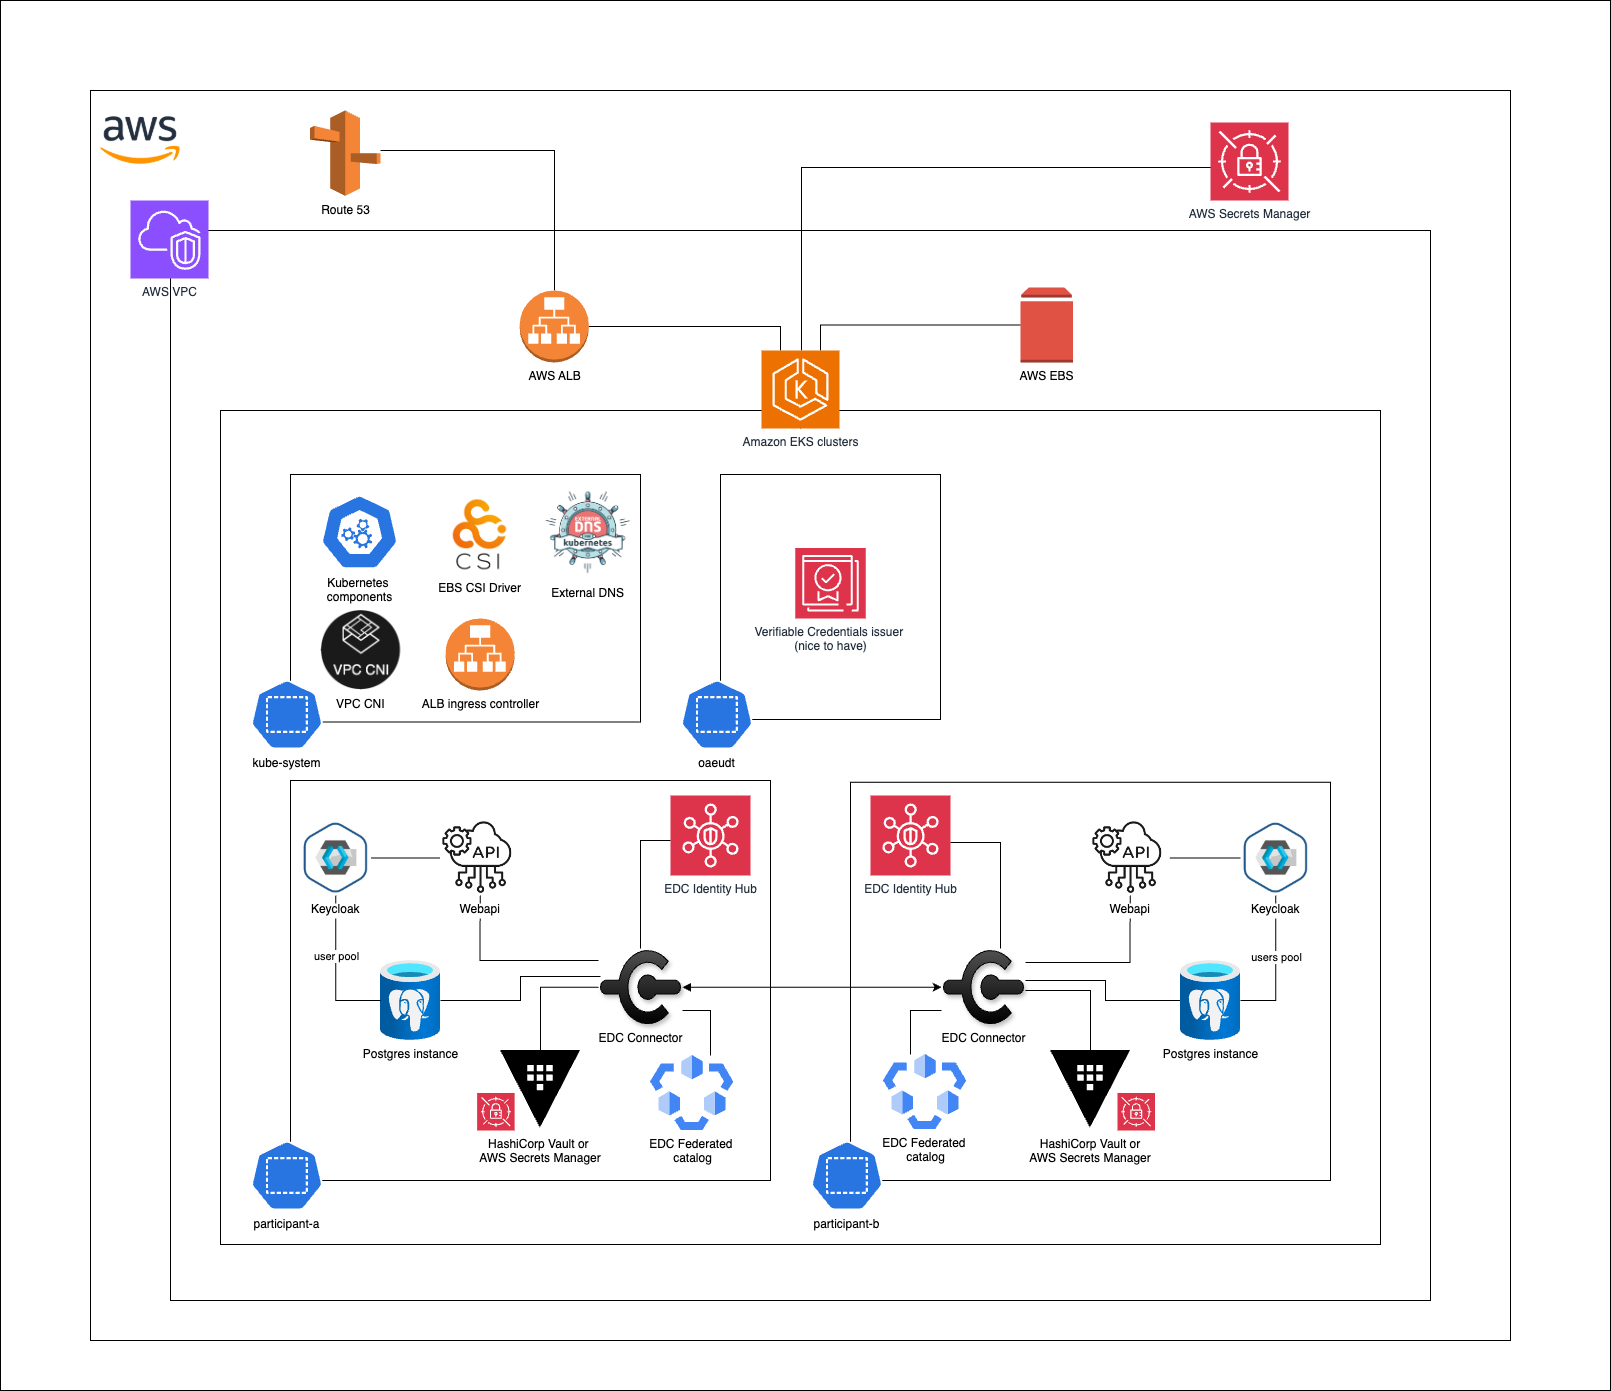 aws
Route 53
AWS Secrets Manager
AWS VPC
AWS ALB
AWS EBS
K
Amazon EKS clusters
Kubernetes
components
CSI
EBS CSI Driver
EXTERNAL
DNS
kubernetes
External DNS
VPC CNI
VPC CNI
ALB ingress controller
Verifiable Credentials issuer
(nice to have)
kube-system
oaeudt
Keycloak
API
Webapi
EDC Identity Hub
user pool
Postgres instance
EDC Connector
HashiCorp Vault or
AWS Secrets Manager
EDC Federated
catalog
participant-a
EDC Identity Hub
API
Webapi
Keycloak
users pool
EDC Connector
Postgres instance
EDC Federated
catalog
HashiCorp Vault or
AWS Secrets Manager
participant-b